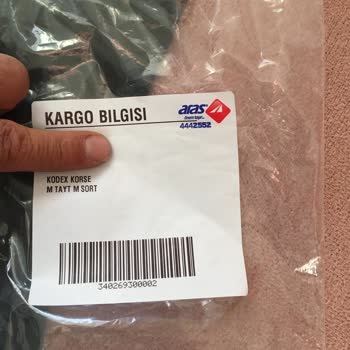 KARGO BILGISI
aras
4442552
KODEX KORSE
M TAYT M SORT
340269300002